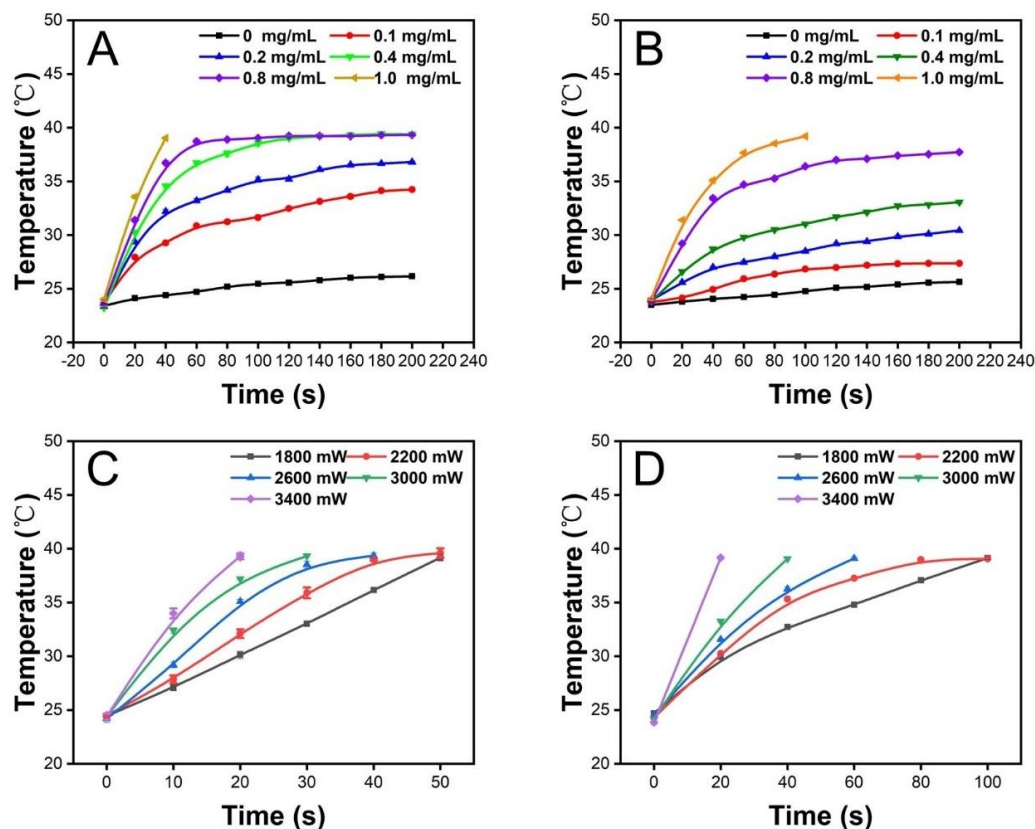 A
0 mg/mL 0.1 mg/mL
0.2 mg/mL 0.4 mg/mL
0.8 mg/mL 1.0 mg/mL
Temperature (℃)
50
45
40
35
30
25
20
-20 0 20 40 60 80 100 120 140 160 180 200 220 240
Time (s)
B
0 mg/mL 0.1 mg/mL
0.2 mg/mL 0.4 mg/mL
0.8 mg/mL 1.0 mg/mL
Temperature (℃)
50
45
40
35
30
25
20
-20 0 20 40 60 80 100 120 140 160 180 200 220 240
Time (s)
C
1800 mW 2200 mW
2600 mW 3000 mW
3400 mW
Temperature (℃)
50
45
40
35
30
25
20
0 10 20 30 40 50
Time (s)
D
1800 mW 2200 mW
2600 mW 3000 mW
3400 mW
Temperature (℃)
50
45
40
35
30
25
20
0 20 40 60 80 100
Time (s)